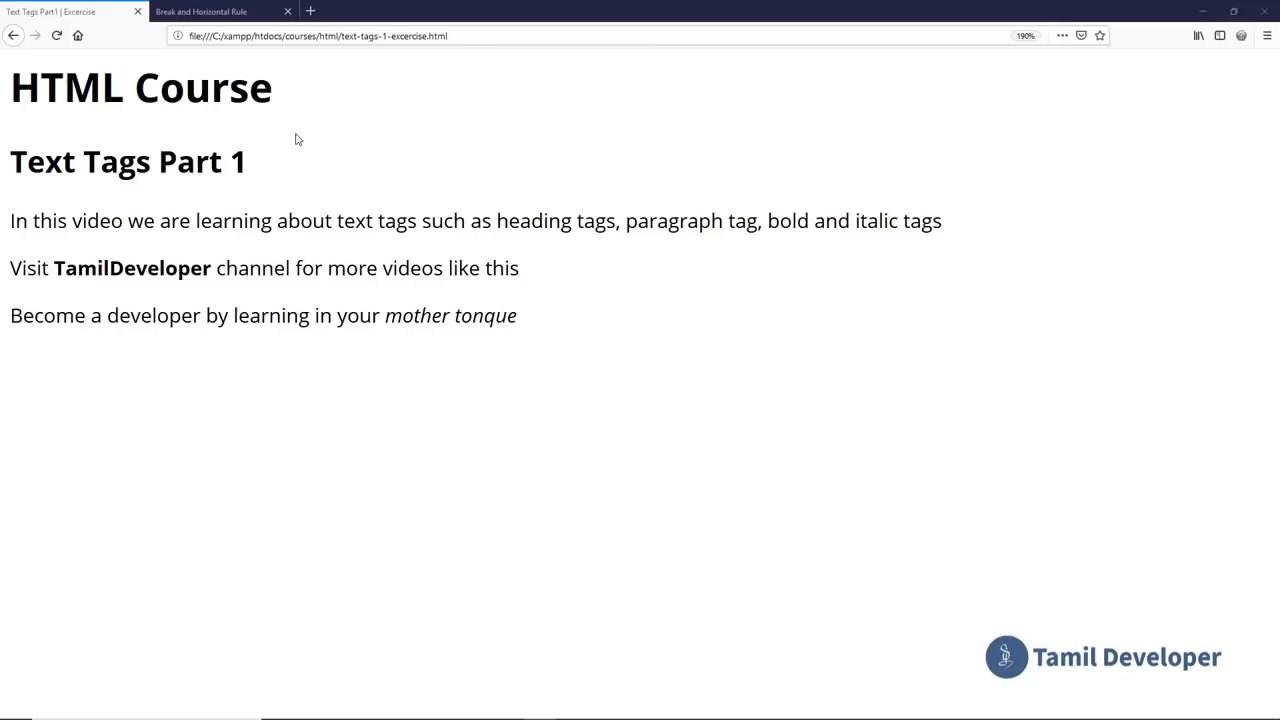 Text Tags Part1 | Excercise
Break and Horizontal Rule
file:///C:/xampp/htdocs/courses/html/text-tags-1-excercise.html
190%
HTML Course
Text Tags Part 1
In this video we are learning about text tags such as heading tags, paragraph tag, bold and italic tags
Visit TamilDeveloper channel for more videos like this
Become a developer by learning in your mother tonque
Tamil Developer